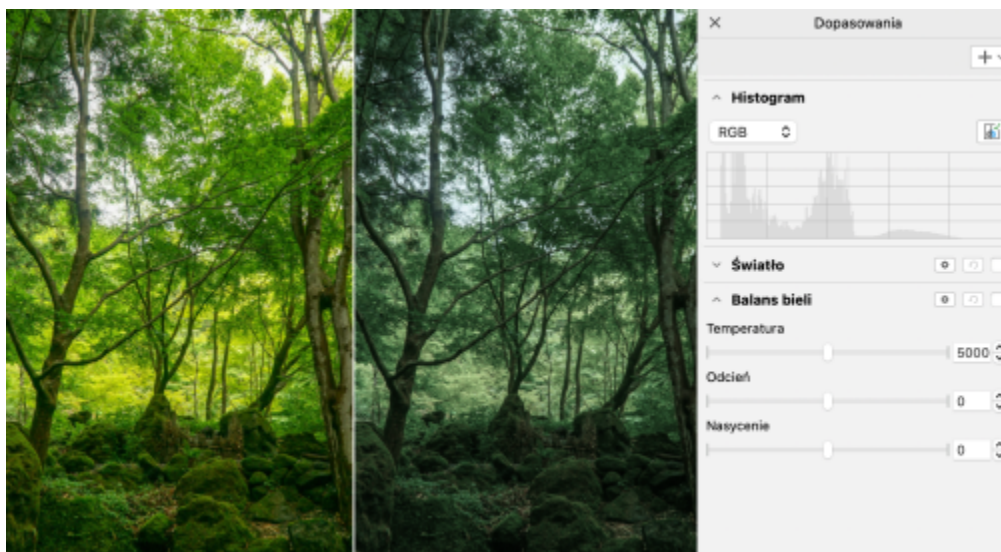 Dopasowania
Histogram
RGB
Światło
Balans bieli
Temperatura
5000
Odcień
0
Nasycenie
0